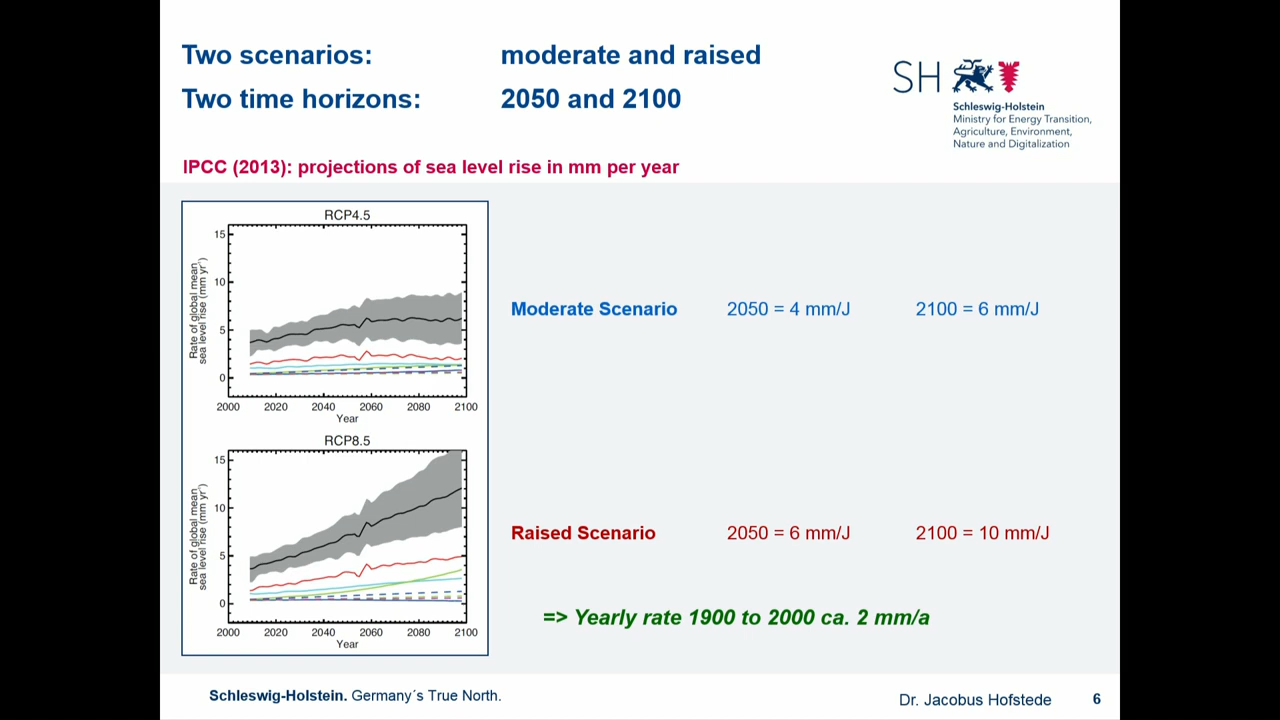 Two scenarios: moderate and raised
Two time horizons: 2050 and 2100
SH
Schleswig-Holstein
Ministry for Energy Transition,
Agriculture, Environment,
Nature and Digitalization
IPCC (2013): projections of sea level rise in mm per year
RCP4.5
Rate of global mean
sea level rise (mm yr⁻¹)
15
10
5
0
2000 2020 2040 2060 2080 2100
Year
Moderate Scenario 2050 = 4 mm/J 2100 = 6 mm/J
RCP8.5
Rate of global mean
sea level rise (mm yr⁻¹)
15
10
5
0
2000 2020 2040 2060 2080 2100
Year
Raised Scenario 2050 = 6 mm/J 2100 = 10 mm/J
=> Yearly rate 1900 to 2000 ca. 2 mm/a
Schleswig-Holstein. Germany´s True North.
Dr. Jacobus Hofstede 6